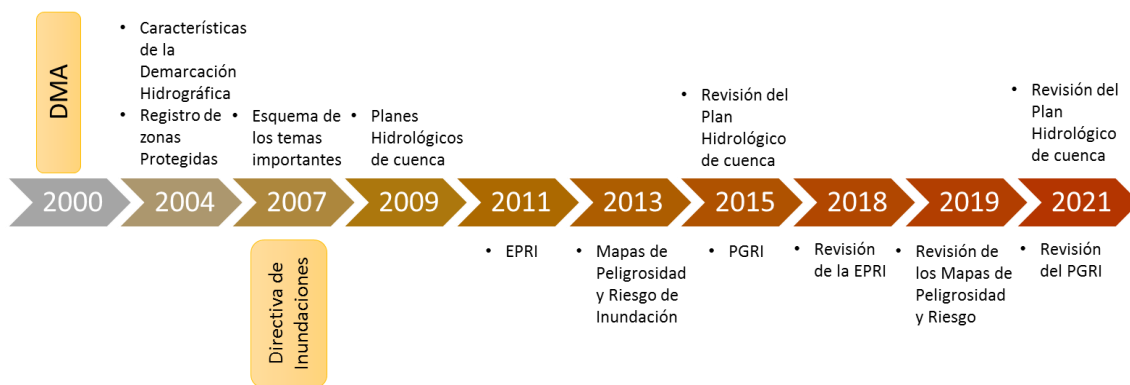 DMA
• Características
de la
Demarcación
Hidrográfica
• Registro de
zonas
Protegidas
• Esquema de
los temas
importantes
• Planes
Hidrológicos
de cuenca
• Revisión del
Plan
Hidrológico
de cuenca
• Revisión del
Plan
Hidrológico
de cuenca
2000
2004
2007
2009
2011
2013
2015
2018
2019
2021
Directiva de
Inundaciones
• EPRI
• Mapas de
Peligrosidad
y Riesgo de
Inundación
• PGRI
• Revisión
de la EPRI
• Revisión de
los Mapas de
Peligrosidad
y Riesgo
• Revisión
del PGRI